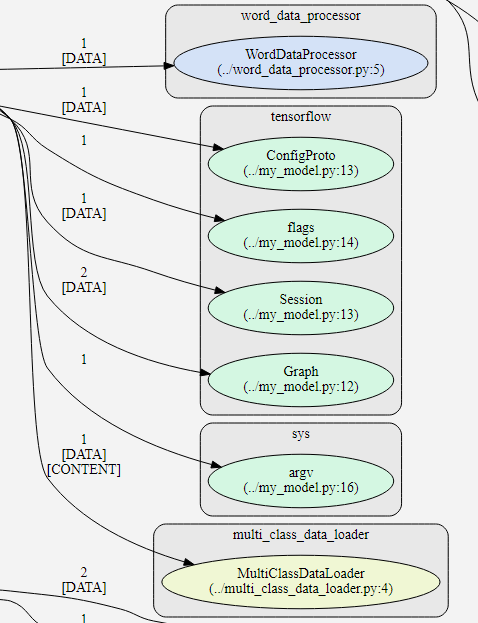 word_data_processor
1
[DATA]
WordDataProcessor
(../word_data_processor.py:5)
1
[DATA]
tensorflow
ConfigProto
(../my_model.py:13)
1
flags
(../my_model.py:14)
1
[DATA]
Session
(../my_model.py:13)
2
[DATA]
Graph
(../my_model.py:12)
1
sys
argv
(../my_model.py:16)
1
[DATA]
[CONTENT]
multi_class_data_loader
MultiClassDataLoader
(../multi_class_data_loader.py:4)
2
[DATA]
1